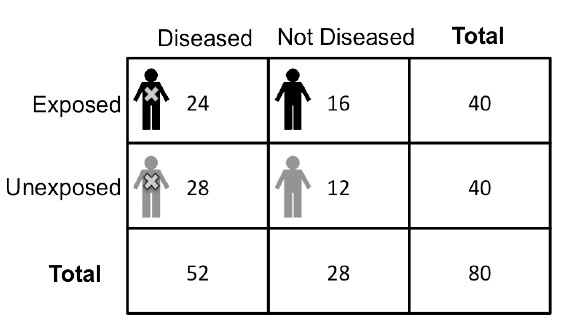 Diseased Not Diseased Total
Exposed 24 16 40
Unexposed 28 12 40
Total 52 28 80